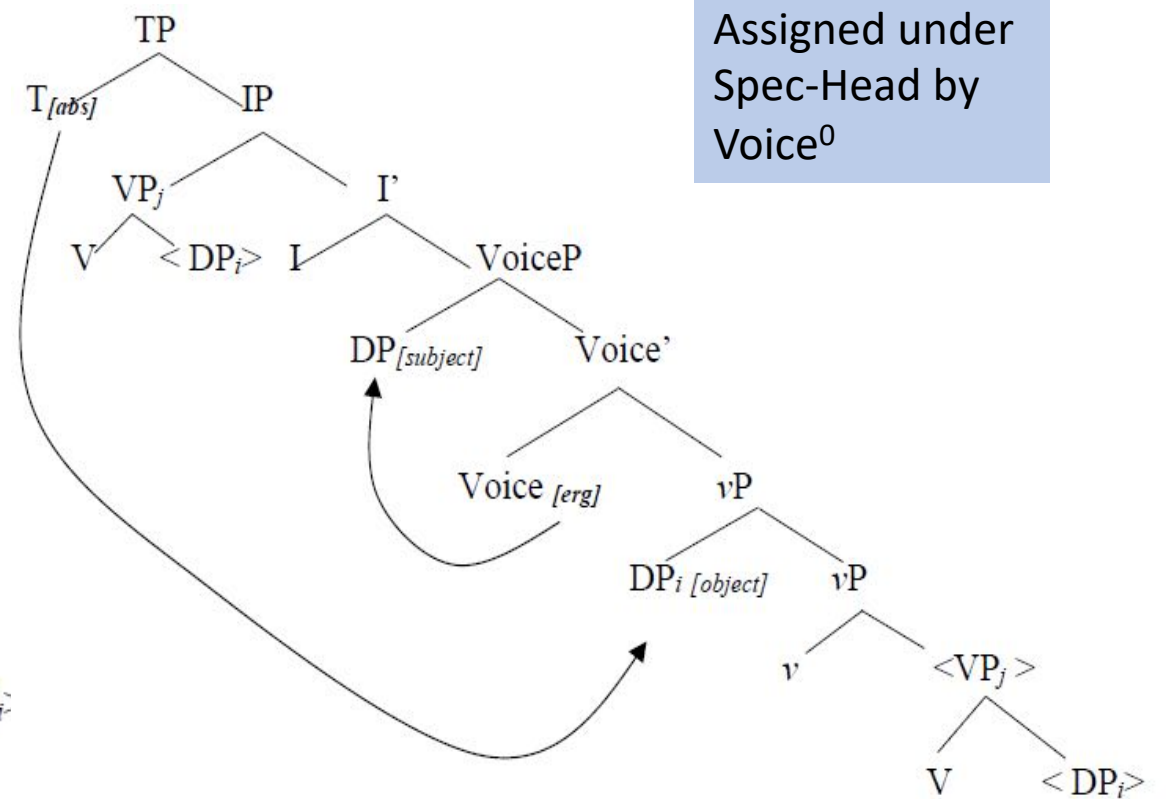 Assigned under
Spec-Head by
Voice⁰
TP
T[abs] IP
VPj I’
V < DPi> I VoiceP
DP[subject] Voice’
Voice [erg] vP
DPi [object] vP
v <VPj >
i>
V < DPi>